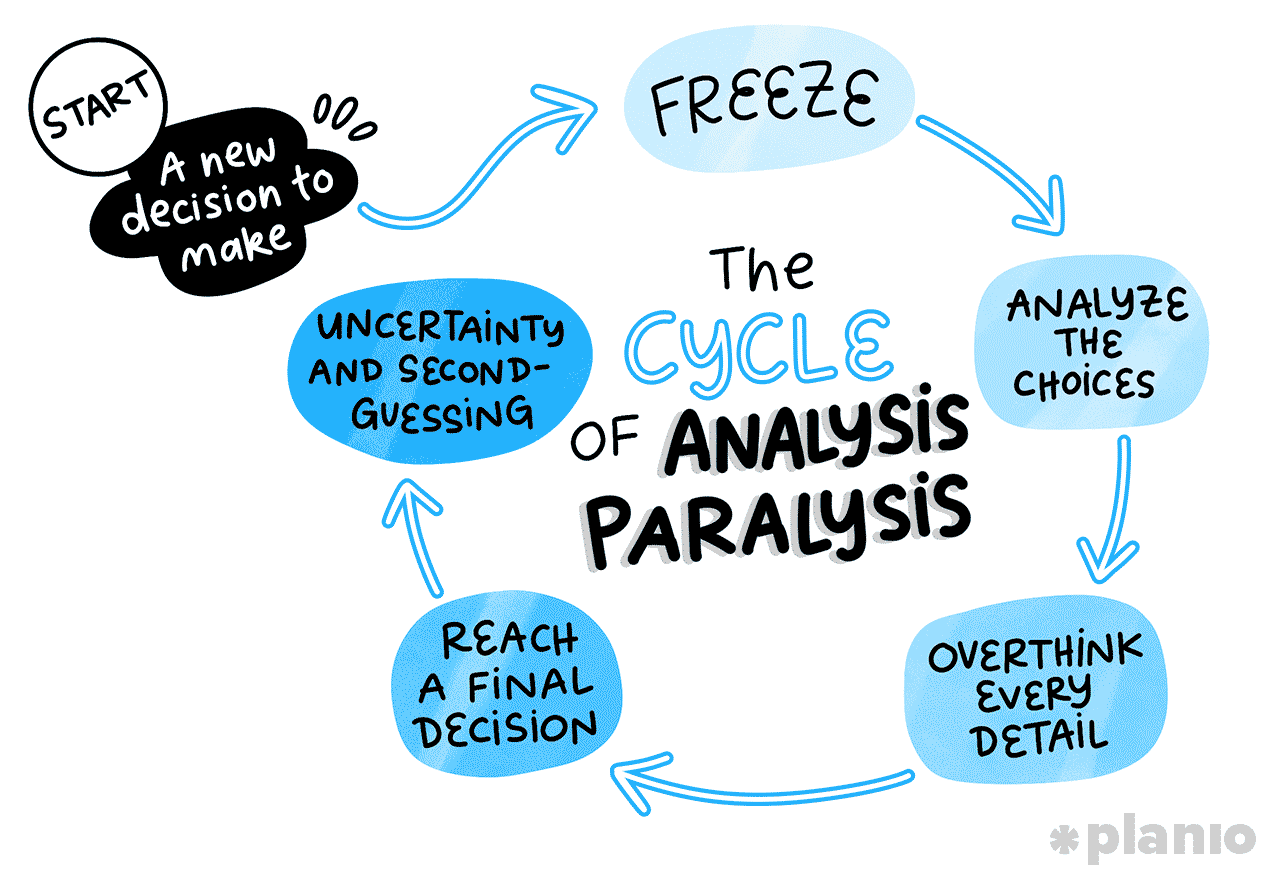 START
A new
decision to
make
FREEZE
ANALYZE
THE
CHOICES
OVERTHINK
EVERY
DETAIL
REACH
A FINAL
DECISION
UNCERTAINTY
AND SECOND-
GUESSING
The
CYCLE
OF ANALYSIS
PARALYSIS
*planio